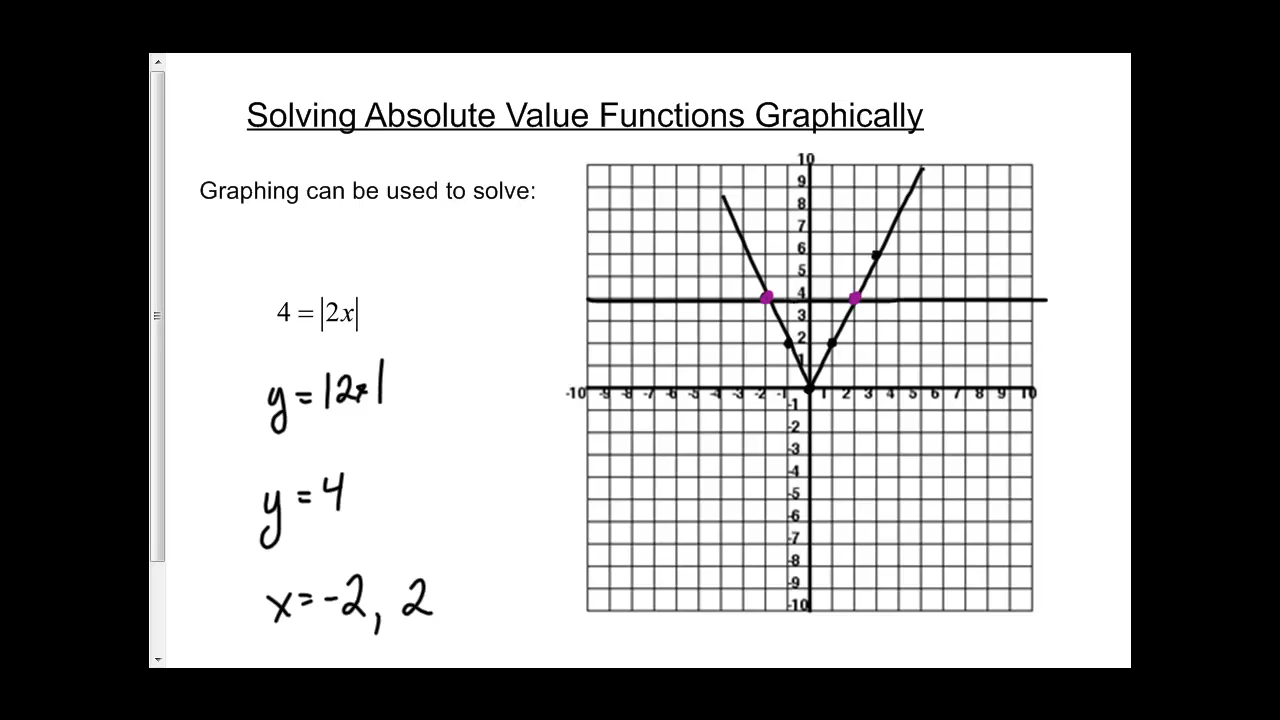 Solving Absolute Value Functions Graphically
Graphing can be used to solve:
4 = |2x|
y = |2x|
y = 4
x = -2, 2
10
9
8
7
6
5
4
3
2
1
-10 -9 -8 -7 -6 -5 -4 -3 -2 -1 1 2 3 4 5 6 7 8 9 10
-1
-2
-3
-4
-5
-6
-7
-8
-9
-10